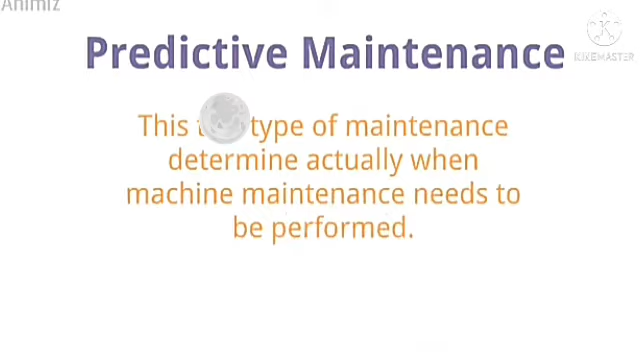 Animiz
Predictive Maintenance
KINEMASTER
This type of maintenance
determine actually when
machine maintenance needs to
be performed.